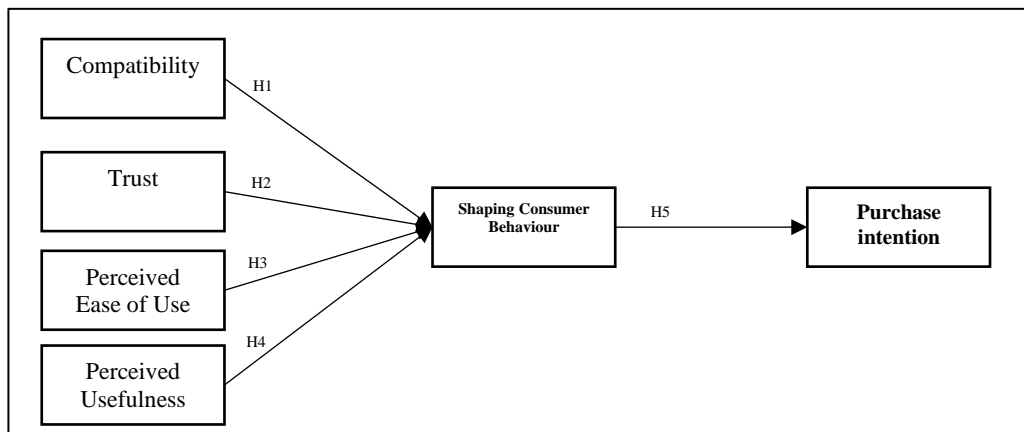 Compatibility
H1
Trust
H2
Shaping Consumer
Behaviour
H5
Purchase
intention
H3
Perceived
Ease of Use
H4
Perceived
Usefulness